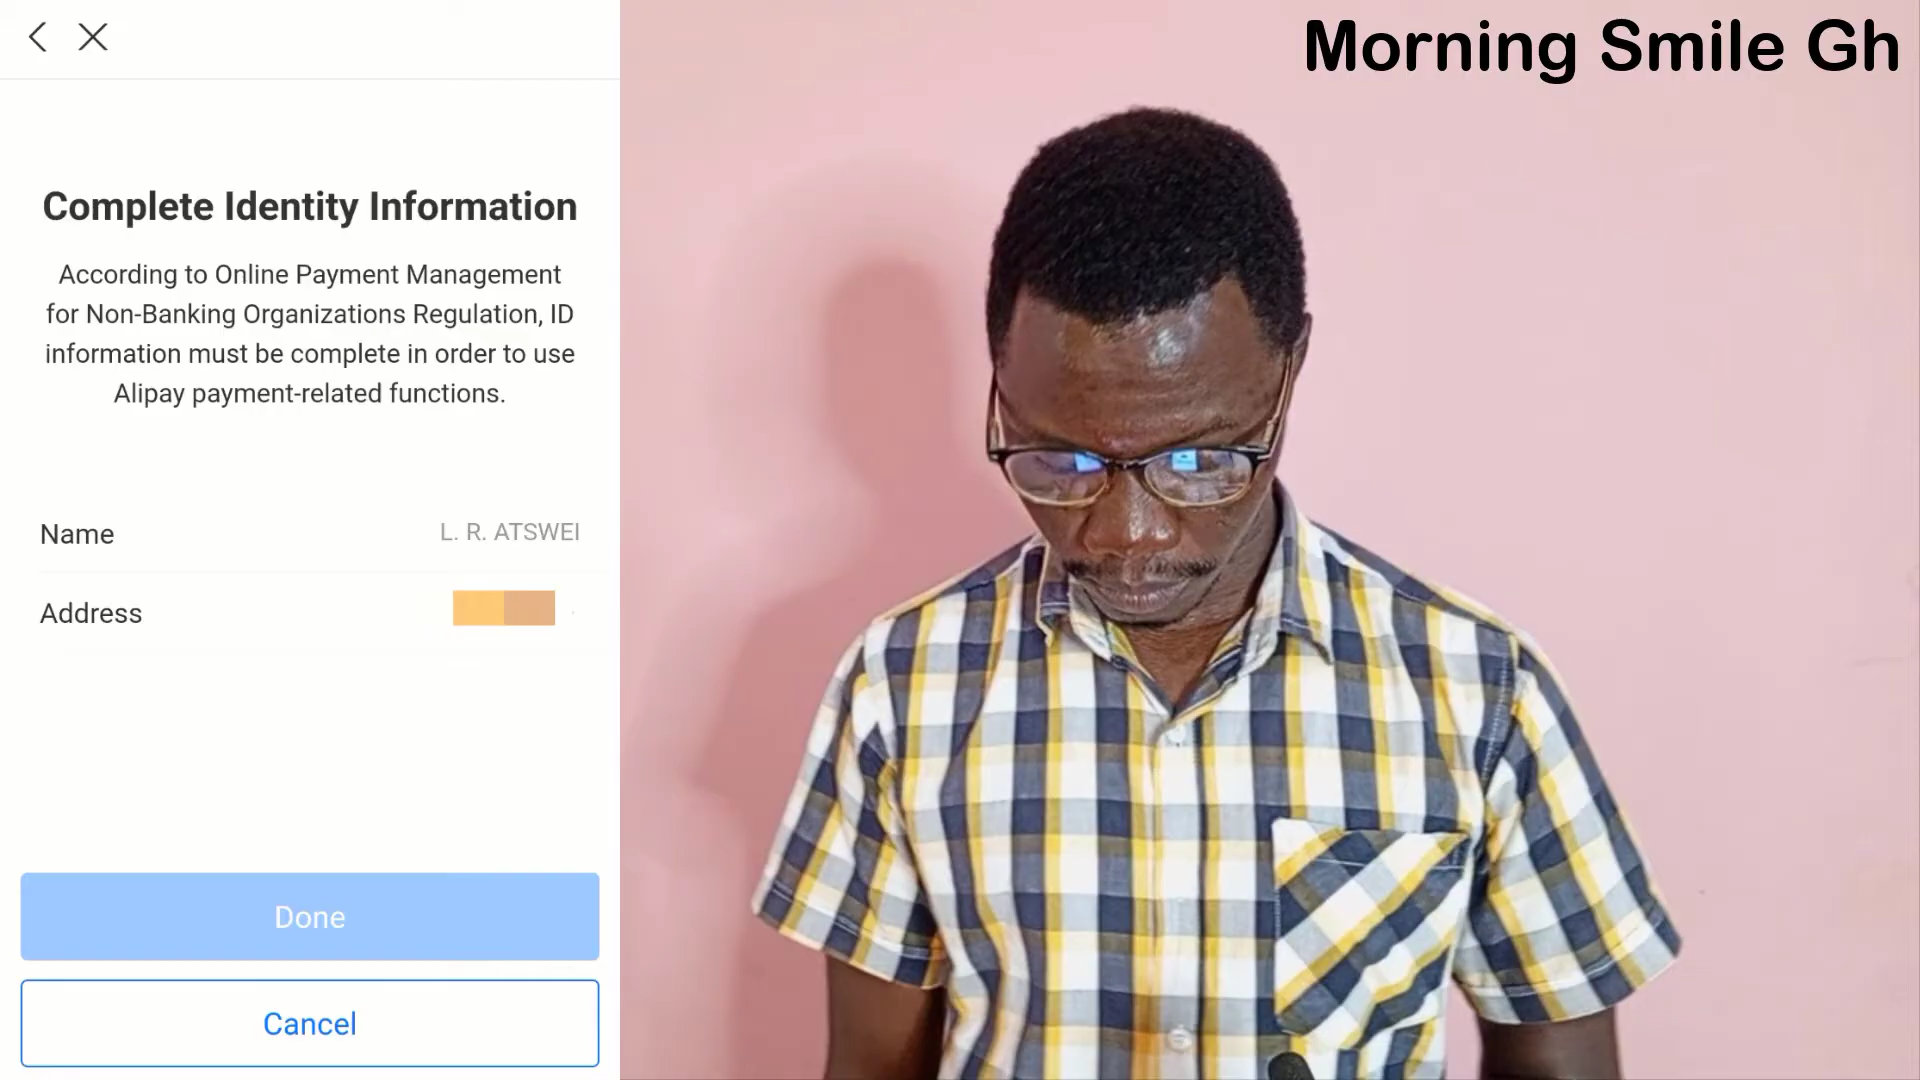 Morning Smile Gh
Complete Identity Information
According to Online Payment Management
for Non-Banking Organizations Regulation, ID
information must be complete in order to use
Alipay payment-related functions.
Name
L. R. ATSWEI
Address
Done
Cancel